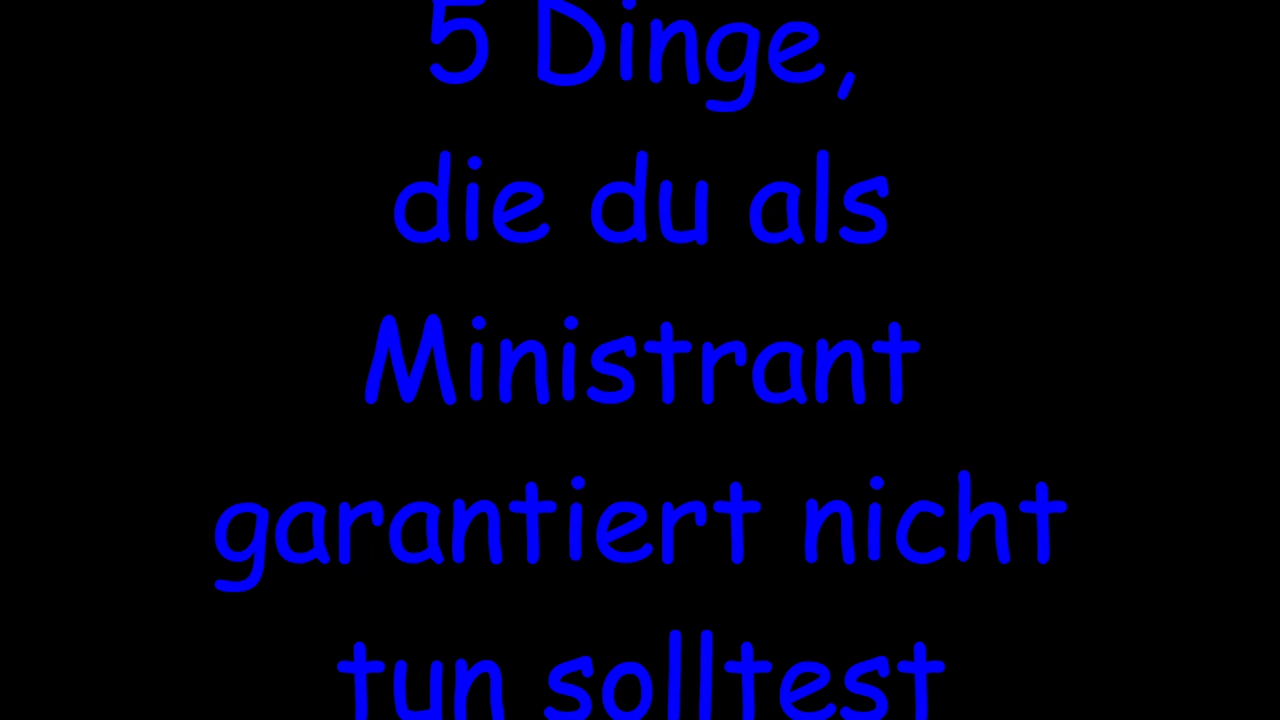 5 Dinge,
die du als
Ministrant
garantiert nicht
tun solltest